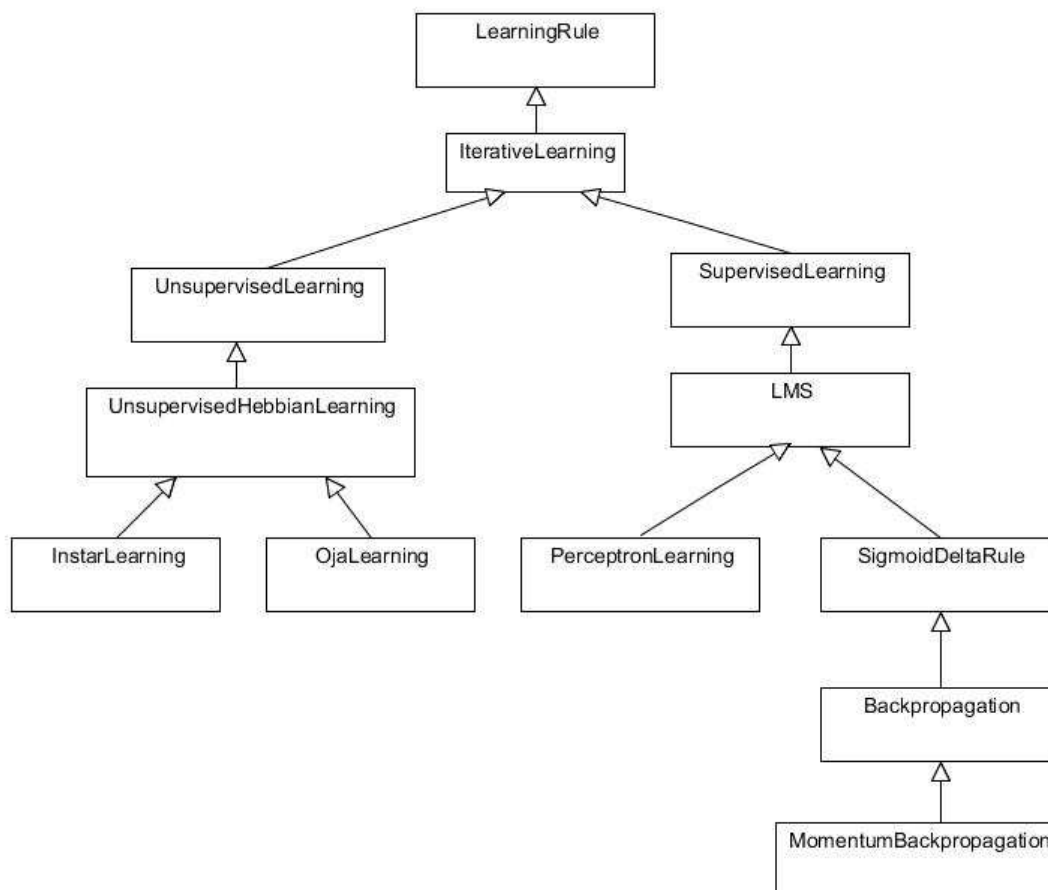 LearningRule
IterativeLearning
UnsupervisedLearning
SupervisedLearning
UnsupervisedHebbianLearning
LMS
InstarLearning
OjaLearning
PerceptronLearning
SigmoidDeltaRule
Backpropagation
MomentumBackpropagation